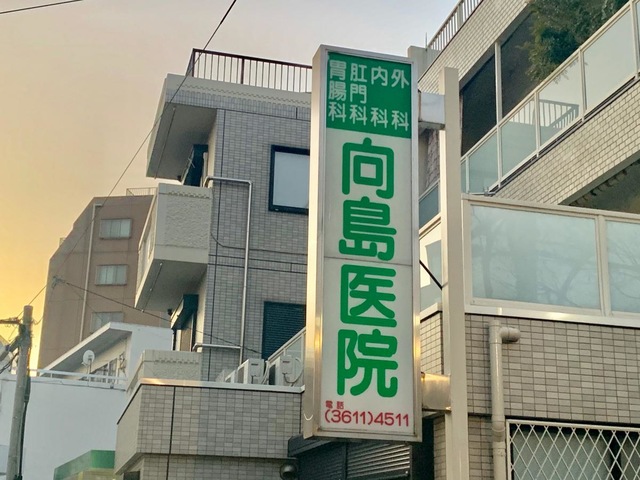 外科
内科
肛門科
胃腸科
向島医院
電話
(3611)4511